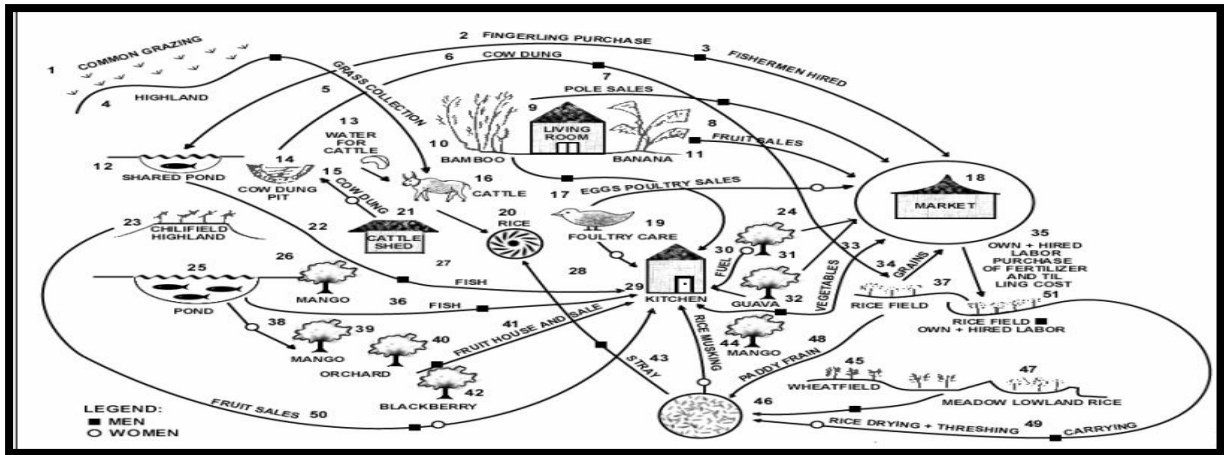 2 FINGERLING PURCHASE
3 FISHERMEN HIRED
1 COMMON GRAZING
6 COW DUNG
7
4 HIGHLAND
5 GRASS COLLECTION
POLE SALES
8
FRUIT SALES
9
LIVING
ROOM
10
BAMBOO
BANANA
11
13
WATER
FOR
CATTLE
12
SHARED POND
14
COW DUNG
PIT
15
COW DUNG
16
CATTLE
17 EGGS POULTRY SALES
18
MARKET
19
FOULTRY CARE
20
RICE
21
CATTLE
SHED
22
23
CHILIFIELD
HIGHLAND
24
25
POND
26
MANGO
27
FISH
28
29
KITCHEN
30
FUEL
31
32
GUAVA
33
VEGETABLES
34
GRAINS
35
OWN + HIRED
LABOR
PURCHASE
OF FERTILIZER
AND TIL
LING COST
36 FISH
37
RICE FIELD
51
RICE FIELD
OWN + HIRED LABOR
38
39
MANGO
40
ORCHARD
41
FRUIT HOUSE AND SALE
42
BLACKBERRY
43
STRAY
44
MANGO
RICE MUSKING
45
WHEATFIELD
46
47
MEADOW LOWLAND RICE
48
PADDY FRAIN
RICE DRYING + THRESHING 49 CARRYING
FRUIT SALES 50
LEGEND:
MEN
WOMEN